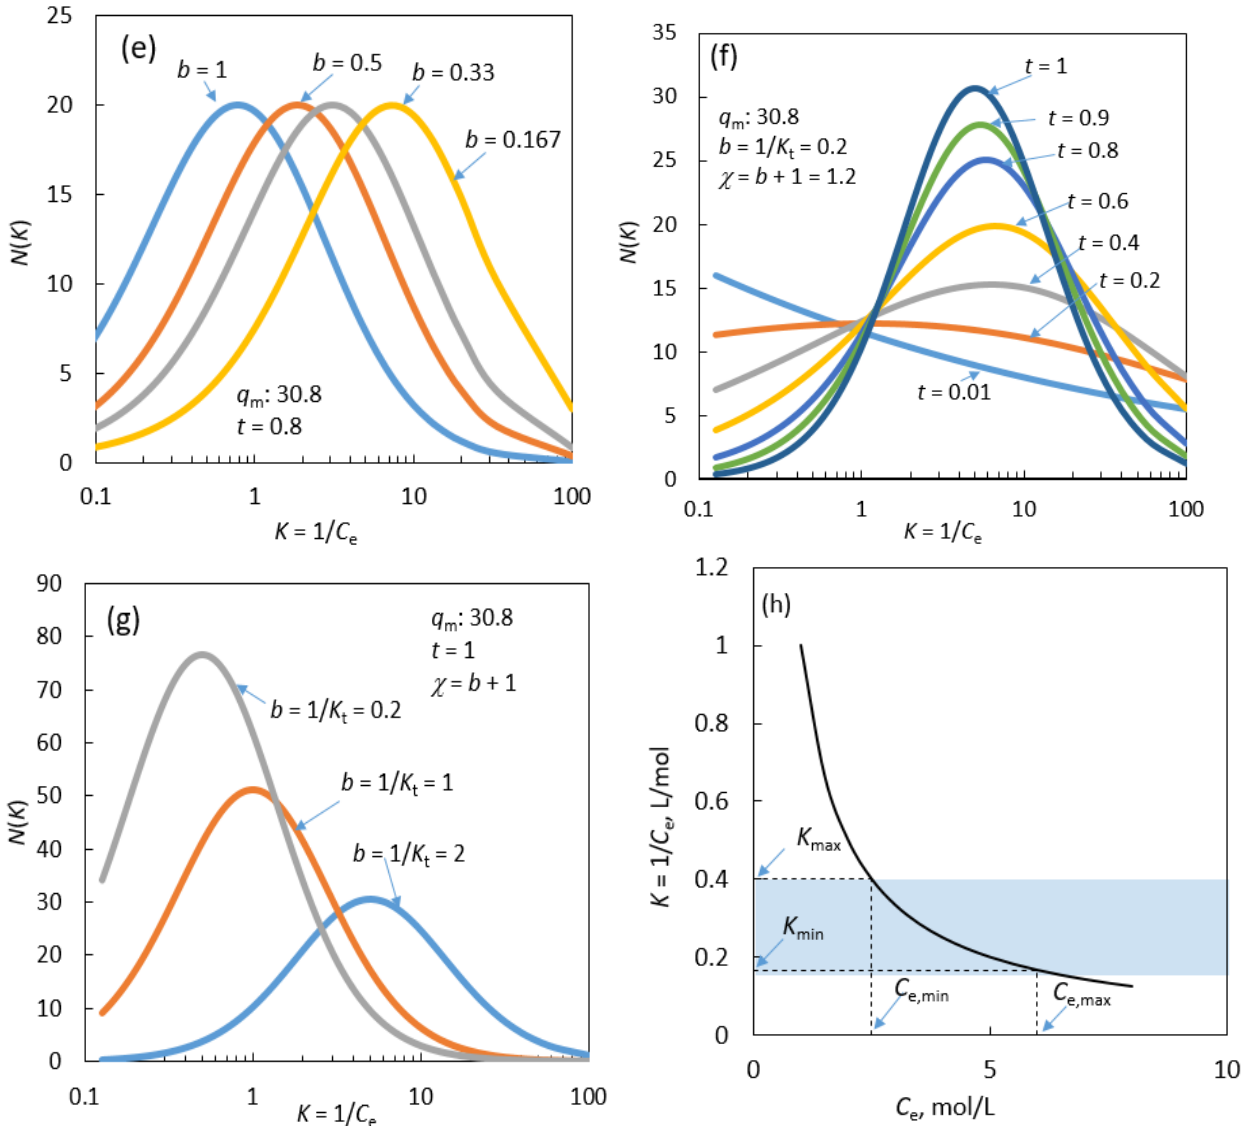 (e)
b = 1
b = 0.5
b = 0.33
b = 0.167
qm: 30.8
t = 0.8
N(K)
25
20
15
10
5
0
0.1 1 10 100
K = 1/Ce
(f)
qm: 30.8
b = 1/Kt = 0.2
χ = b + 1 = 1.2
t = 1
t = 0.9
t = 0.8
t = 0.6
t = 0.4
t = 0.2
t = 0.01
N(K)
35
30
25
20
15
10
5
0
0.1 1 10 100
K = 1/Ce
(g)
qm: 30.8
t = 1
χ = b + 1
b = 1/Kt = 0.2
b = 1/Kt = 1
b = 1/Kt = 2
N(K)
90
80
70
60
50
40
30
20
10
0
0.1 1 10 100
K = 1/Ce
(h)
K = 1/Ce, L/mol
1.2
1
0.8
0.6
0.4
0.2
0
Kmax
Kmin
Ce,min
Ce,max
0 5 10
Ce, mol/L